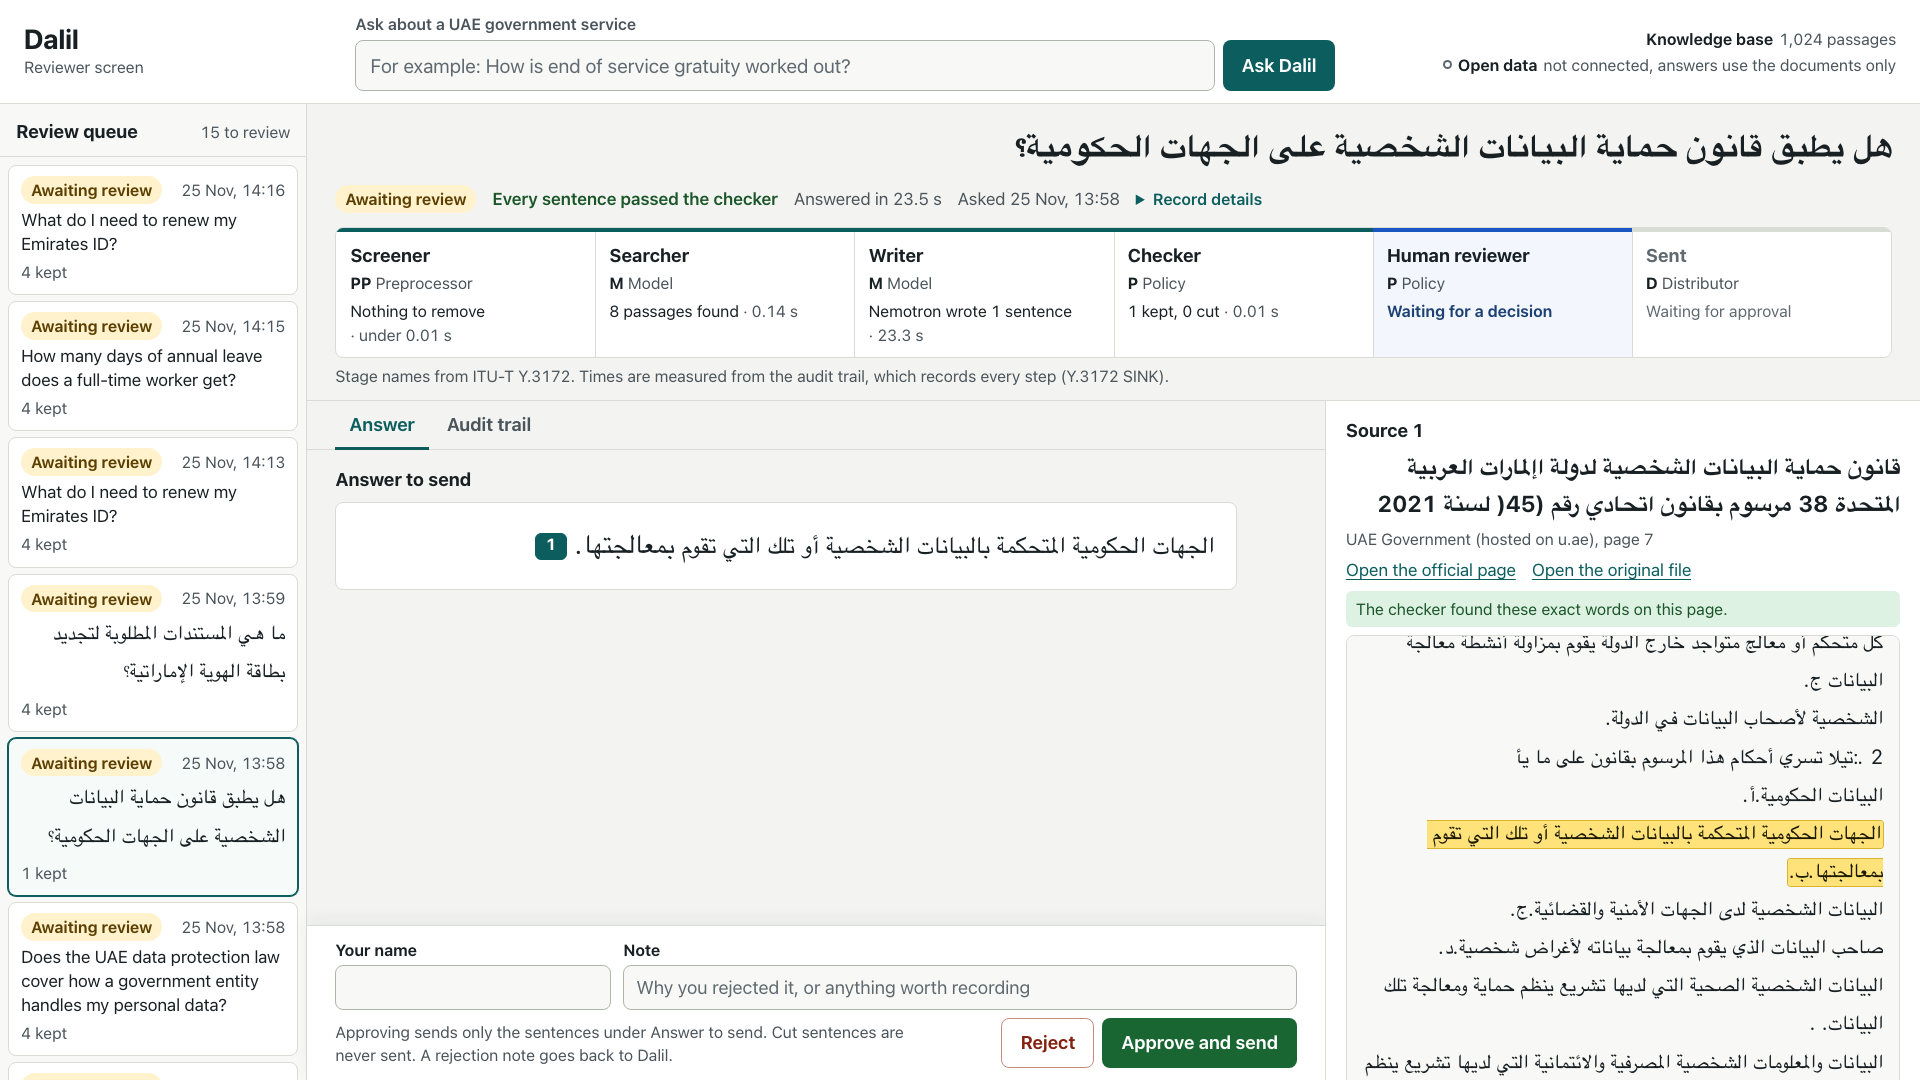 Dalil
Reviewer screen
Ask about a UAE government service
For example: How is end of service gratuity worked out?
Ask Dalil
Knowledge base 1,024 passages
Open data not connected, answers use the documents only
Review queue
15 to review
Awaiting review 25 Nov, 14:16
What do I need to renew my
Emirates ID?
4 kept
Awaiting review 25 Nov, 14:15
How many days of annual leave
does a full-time worker get?
4 kept
Awaiting review 25 Nov, 14:13
What do I need to renew my
Emirates ID?
4 kept
Awaiting review 25 Nov, 13:59
ما هي المستندات المطلوبة لتجديد
بطاقة الهوية الإماراتية؟
4 kept
Awaiting review 25 Nov, 13:58
هل يطبق قانون حماية البيانات
الشخصية على الجهات الحكومية؟
1 kept
Awaiting review 25 Nov, 13:58
Does the UAE data protection law
cover how a government entity
handles my personal data?
4 kept
هل يطبق قانون حماية البيانات الشخصية على الجهات الحكومية؟
Awaiting review Every sentence passed the checker Answered in 23.5 s Asked 25 Nov, 13:58 ▶ Record details
Screener
PP Preprocessor
Nothing to remove
· under 0.01 s
Searcher
M Model
8 passages found · 0.14 s
Writer
M Model
Nemotron wrote 1 sentence
· 23.3 s
Checker
P Policy
1 kept, 0 cut · 0.01 s
Human reviewer
P Policy
Waiting for a decision
Sent
D Distributor
Waiting for approval
Stage names from ITU-T Y.3172. Times are measured from the audit trail, which records every step (Y.3172 SINK).
Answer
Audit trail
Answer to send
الجهات الحكومية المتحكمة بالبيانات الشخصية أو تلك التي تقوم بمعالجتها. 1
Your name
Note
Why you rejected it, or anything worth recording
Approving sends only the sentences under Answer to send. Cut sentences are
never sent. A rejection note goes back to Dalil.
Reject
Approve and send
Source 1
قانون حماية البيانات الشخصية لدولة اإلمارات العربية
المتحدة 38 مرسوم بقانون اتحادي رقم (45( لسنة 2021
UAE Government (hosted on u.ae), page 7
Open the official page Open the original file
The checker found these exact words on this page.
كل متحكم أو معالج متواجد خارج الدولة يقوم بمزاولة أنشطة معالجة
البيانات ج.
الشخصية لأصحاب البيانات في الدولة.
2 .:تيلا تسري أحكام هذا المرسوم بقانون على ما يأ
البيانات الحكومية.أ.
الجهات الحكومية المتحكمة بالبيانات الشخصية أو تلك التي تقوم
بمعالجتها.ب.
البيانات الشخصية لدى الجهات الأمنية والقضائية.ج.
صاحب البيانات الذي يقوم بمعالجة بياناته لأغراض شخصية.د.
البيانات الشخصية الصحية التي لديها تشريع ينظم حماية ومعالجة تلك
البيانات. .
البيانات والمعلومات الشخصية المصرفية والائتمانية التي لديها تشريع ينظم